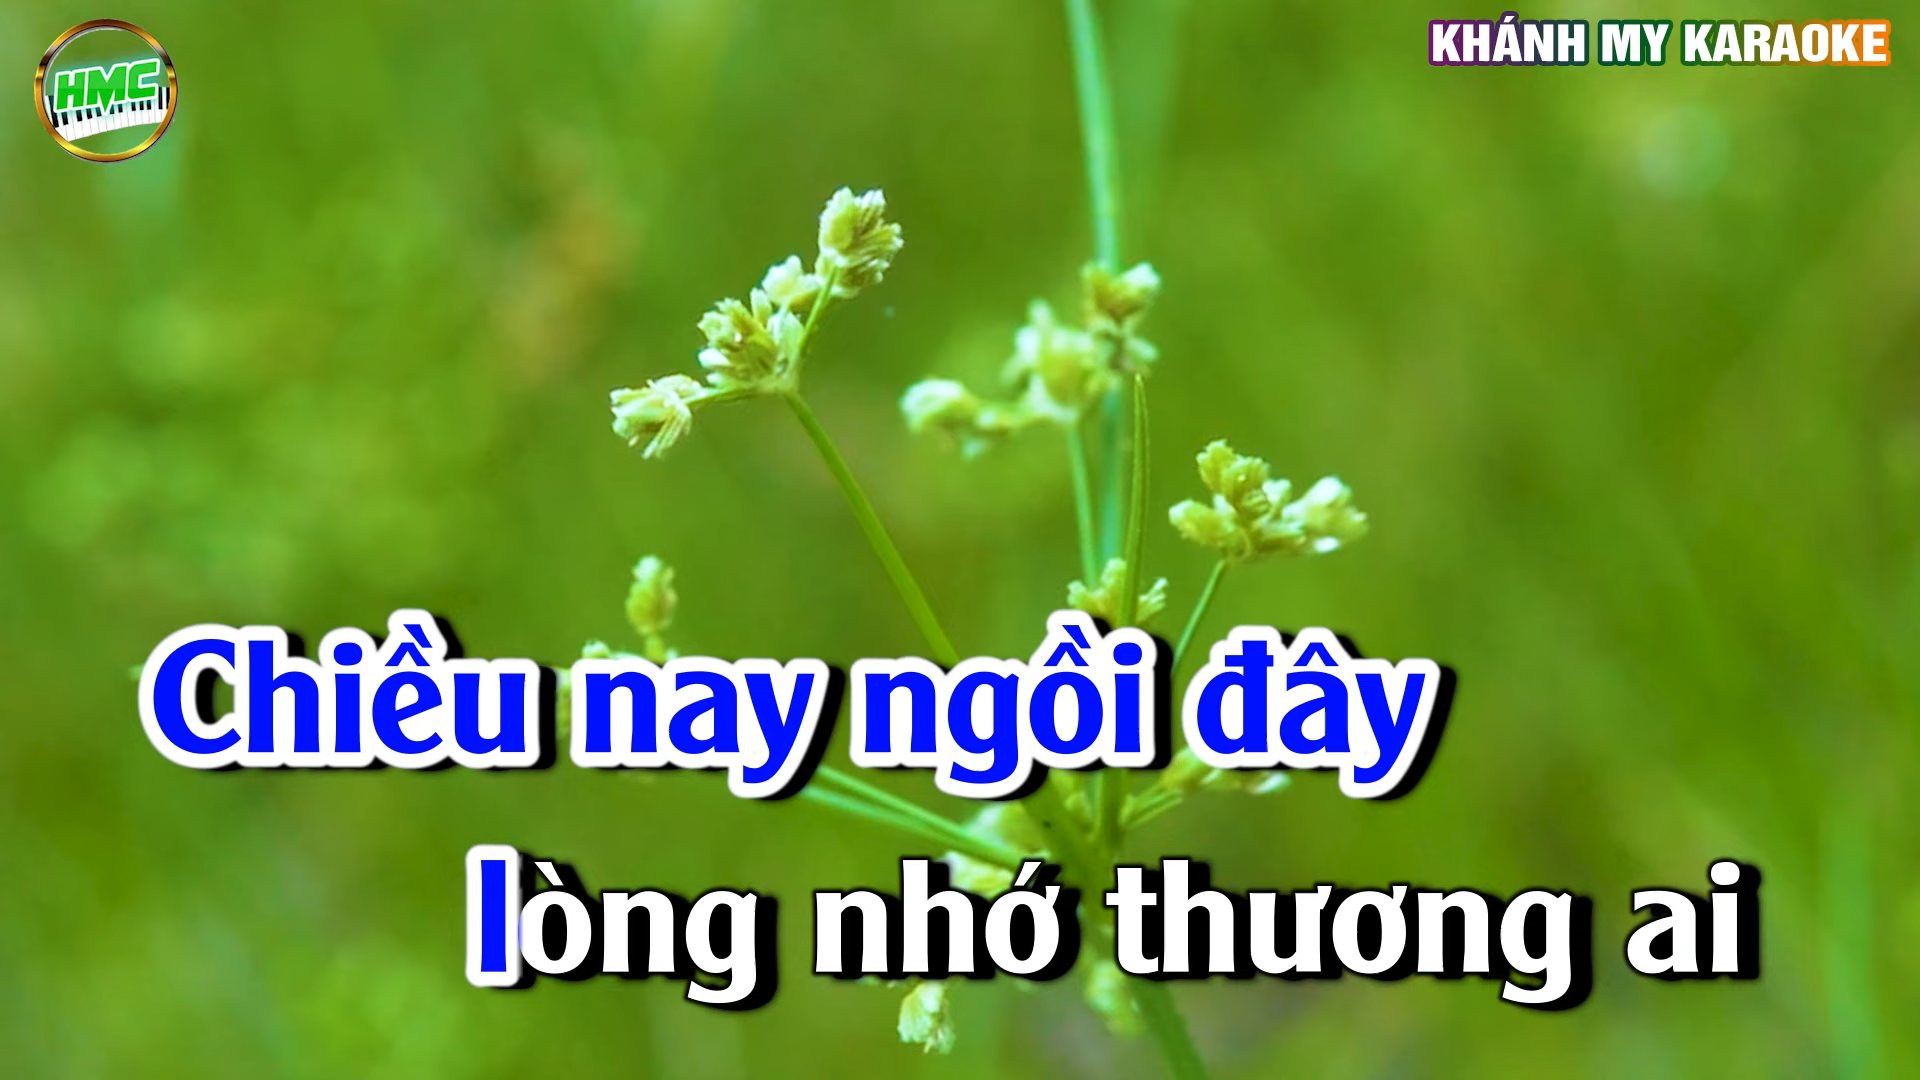 HMC
KHÁNH MY KARAOKE
Chiều nay ngồi đây
lòng nhớ thương ai